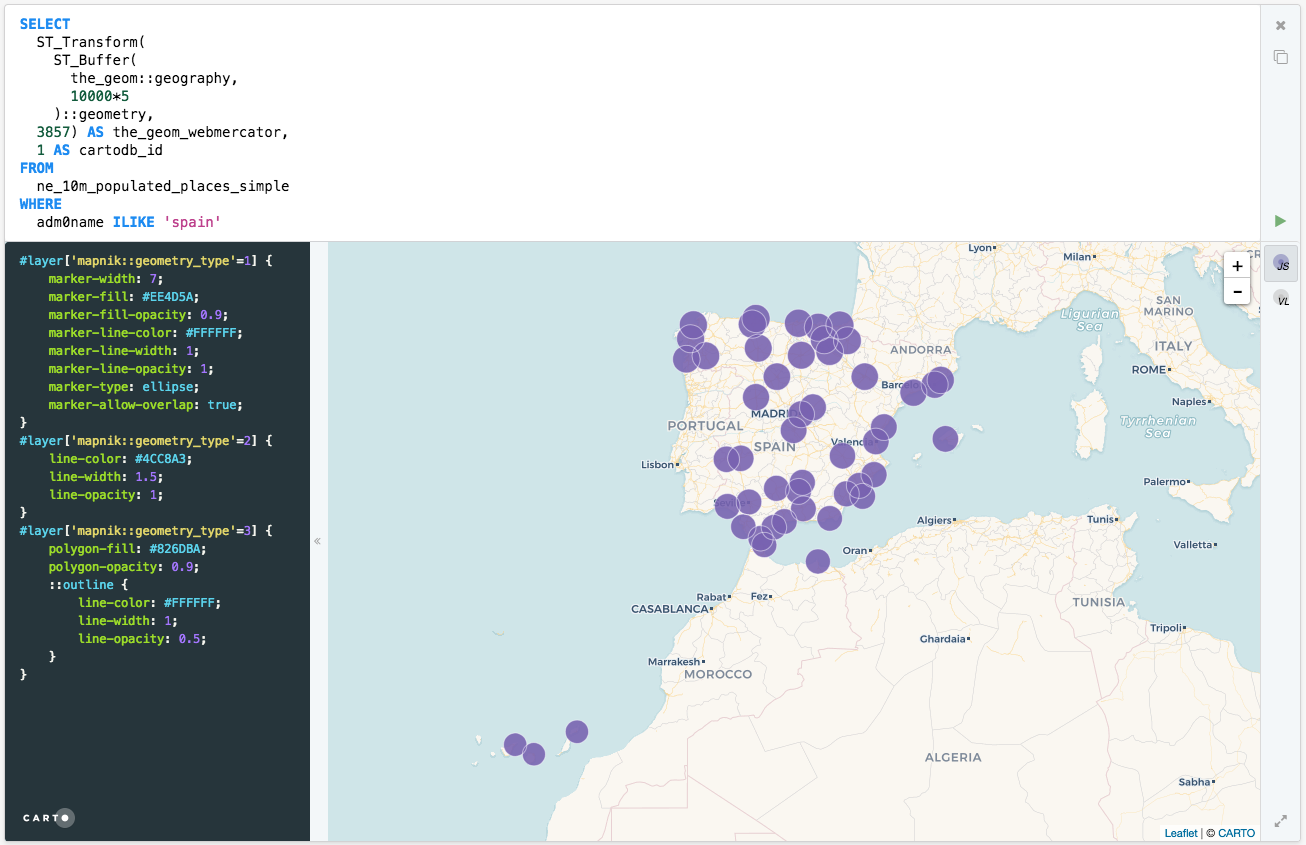 SELECT
  ST_Transform(
    ST_Buffer(
      the_geom::geography,
      10000*5
    )::geometry,
  3857) AS the_geom_webmercator,
  1 AS cartodb_id
FROM
  ne_10m_populated_places_simple
WHERE
  adm0name ILIKE 'spain'
#layer['mapnik::geometry_type'=1] {
    marker-width: 7;
    marker-fill: #EE4D5A;
    marker-fill-opacity: 0.9;
    marker-line-color: #FFFFFF;
    marker-line-width: 1;
    marker-line-opacity: 1;
    marker-type: ellipse;
    marker-allow-overlap: true;
}
#layer['mapnik::geometry_type'=2] {
    line-color: #4CC8A3;
    line-width: 1.5;
    line-opacity: 1;
}
#layer['mapnik::geometry_type'=3] {
    polygon-fill: #826DBA;
    polygon-opacity: 0.9;
    ::outline {
        line-color: #FFFFFF;
        line-width: 1;
        line-opacity: 0.5;
    }
}
CARTO
«
Lyon
Milan
+
-
JS
VL
SAN
MARINO
Ligurian
Sea
ANDORRA
ITALY
ROME
Naples
MADRID
PORTUGAL
SPAIN
Tyrrhenian
Sea
Lisbon
Palermo
Algiers
Tunis
Oran
Valletta
Rabat
Fez
CASABLANCA
TUNISIA
Tripoli
Ghardaia
Marrakesh
MOROCCO
ALGERIA
Sabha
Leaflet | © CARTO